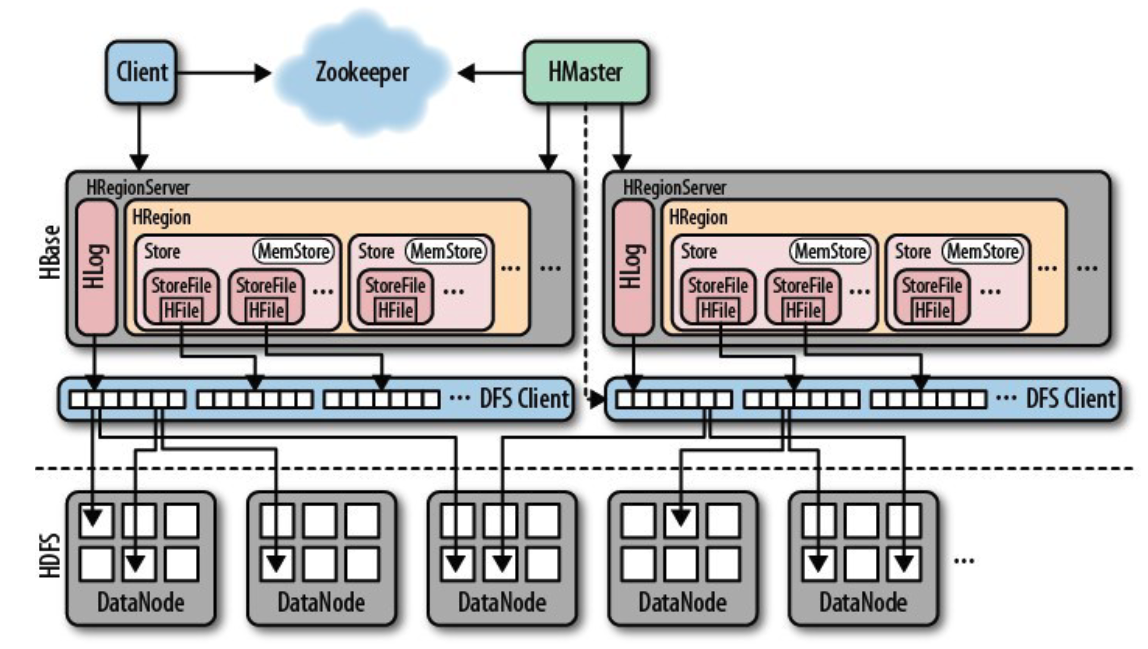 Client
Zookeeper
HMaster
HBase
HRegionServer
HLog
HRegion
Store
MemStore
StoreFile
HFile
StoreFile
HFile
...
Store
MemStore
StoreFile
HFile
...
...
...
HRegionServer
HLog
HRegion
Store
MemStore
StoreFile
HFile
StoreFile
HFile
...
Store
MemStore
StoreFile
HFile
...
...
...
... DFS Client
... DFS Client
HDFS
DataNode
DataNode
DataNode
DataNode
DataNode
...